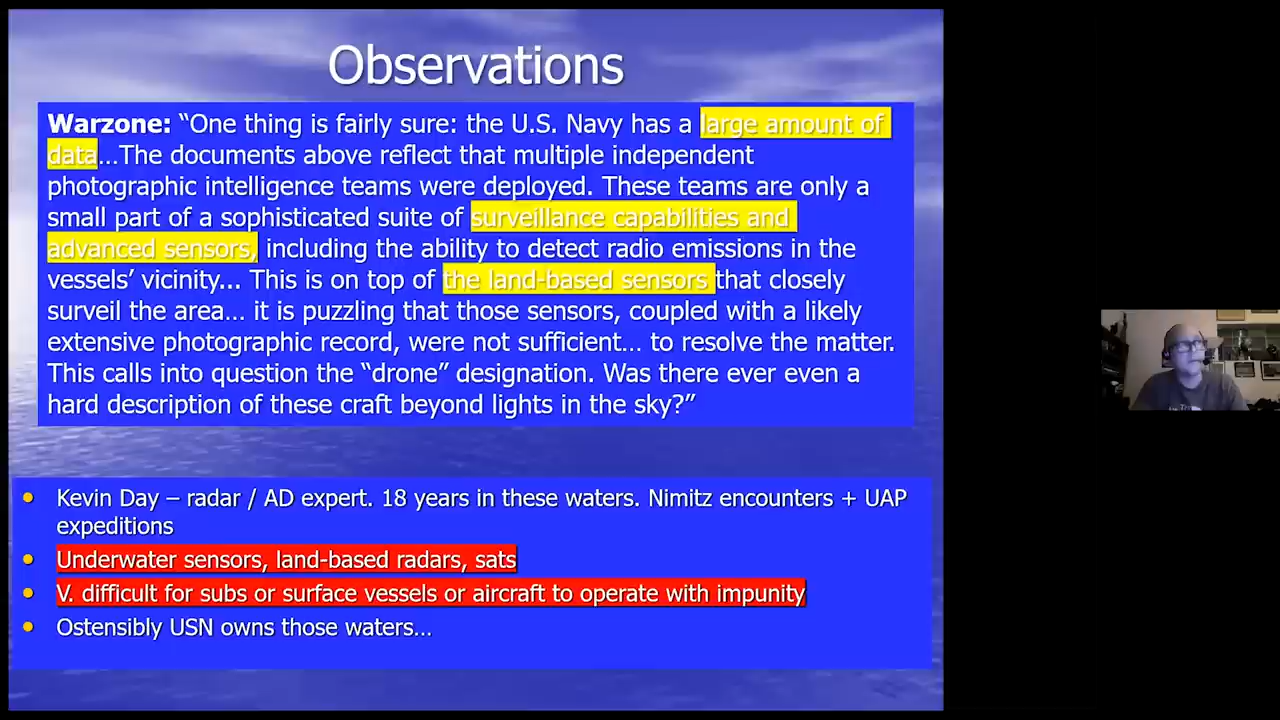 Observations
Warzone: “One thing is fairly sure: the U.S. Navy has a large amount of
data…The documents above reflect that multiple independent
photographic intelligence teams were deployed. These teams are only a
small part of a sophisticated suite of surveillance capabilities and
advanced sensors, including the ability to detect radio emissions in the
vessels’ vicinity... This is on top of the land-based sensors that closely
surveil the area… it is puzzling that those sensors, coupled with a likely
extensive photographic record, were not sufficient… to resolve the matter.
This calls into question the “drone” designation. Was there ever even a
hard description of these craft beyond lights in the sky?”
• Kevin Day – radar / AD expert. 18 years in these waters. Nimitz encounters + UAP
expeditions
• Underwater sensors, land-based radars, sats
• V. difficult for subs or surface vessels or aircraft to operate with impunity
• Ostensibly USN owns those waters…